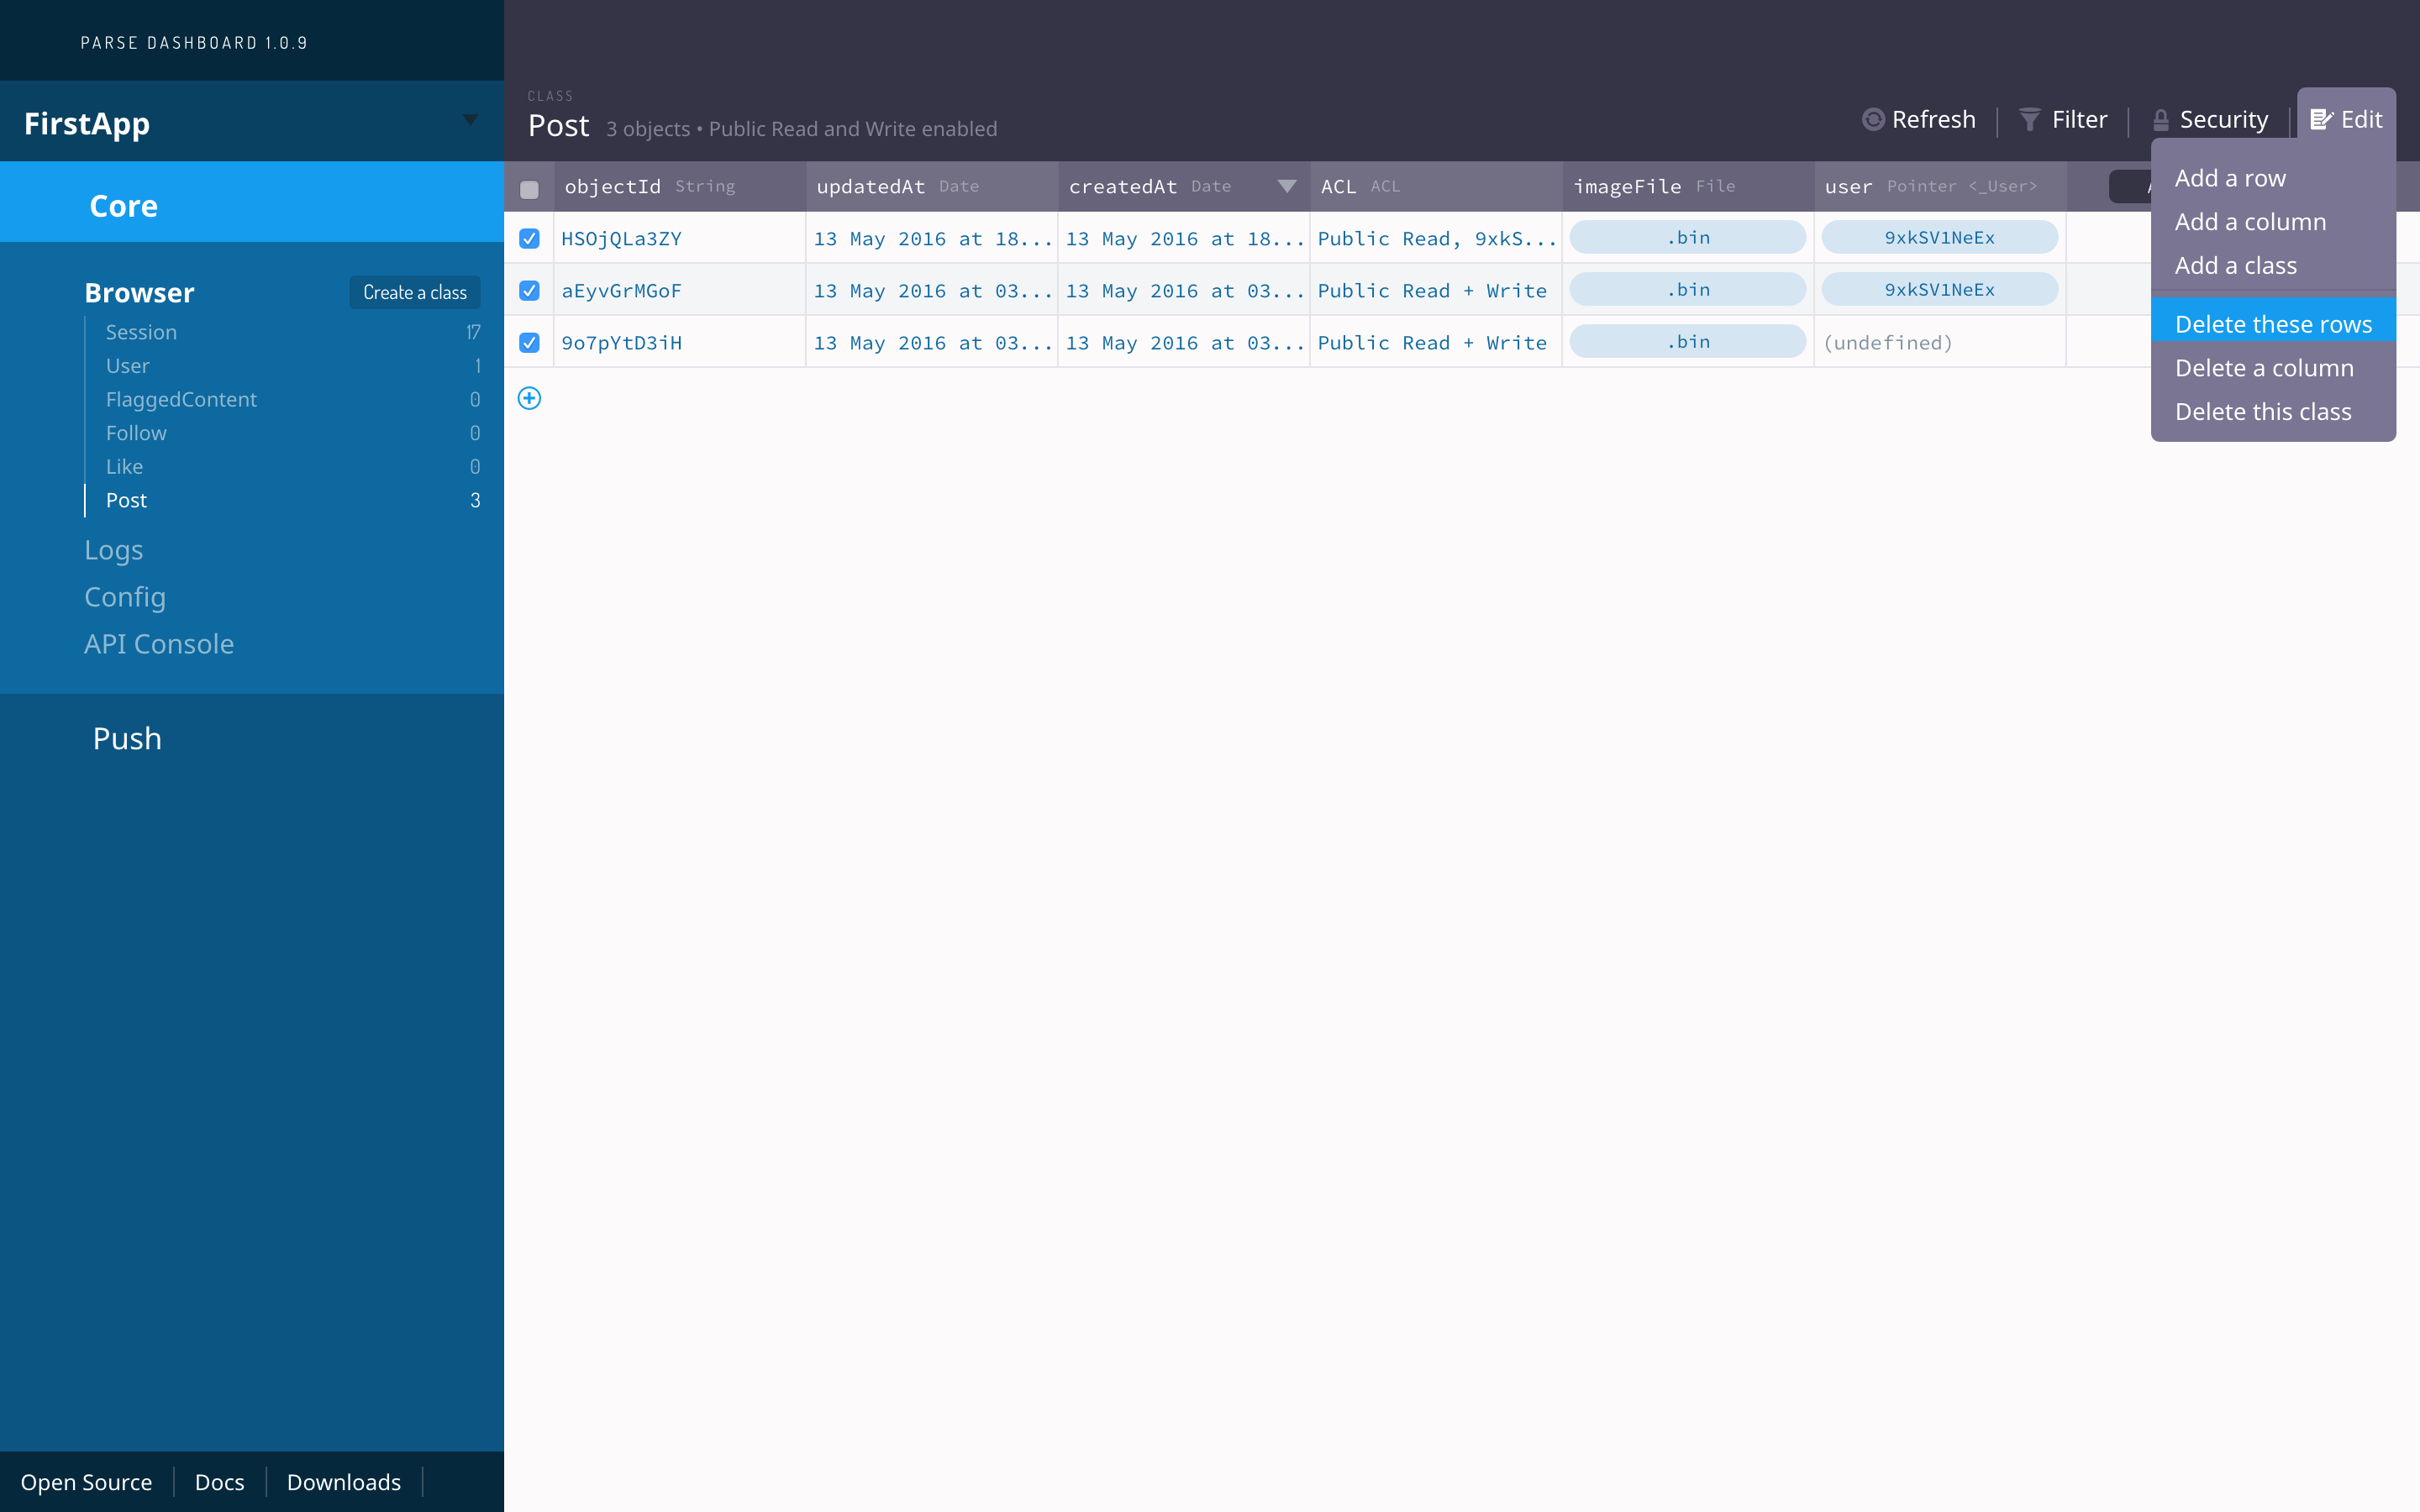 PARSE DASHBOARD 1.0.9
FirstApp
Core
Browser
Create a class
Session 17
User 1
FlaggedContent 0
Follow 0
Like 0
Post 3
Logs
Config
API Console
Push
Open Source
Docs
Downloads
CLASS
Post 3 objects • Public Read and Write enabled
Refresh
Filter
Security
Edit
objectId String updatedAt Date createdAt Date ACL ACL imageFile File user Pointer <_User>
HSOjQLa3ZY 13 May 2016 at 18... 13 May 2016 at 18... Public Read, 9xkS... .bin 9xkSV1NeEx
aEyvGrMGoF 13 May 2016 at 03... 13 May 2016 at 03... Public Read + Write .bin 9xkSV1NeEx
9o7pYtD3iH 13 May 2016 at 03... 13 May 2016 at 03... Public Read + Write .bin (undefined)
Add a row
Add a column
Add a class
Delete these rows
Delete a column
Delete this class